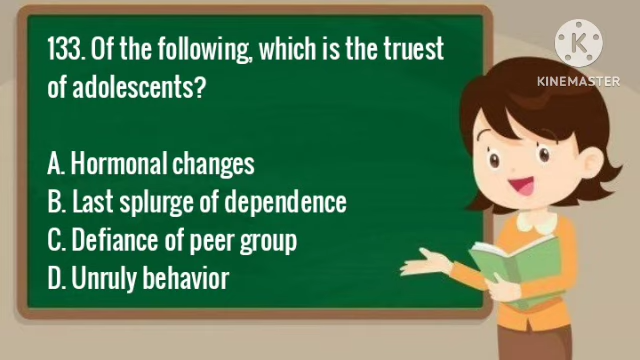 133. Of the following, which is the truest
of adolescents?
A. Hormonal changes
B. Last splurge of dependence
C. Defiance of peer group
D. Unruly behavior
K
KINEMASTER